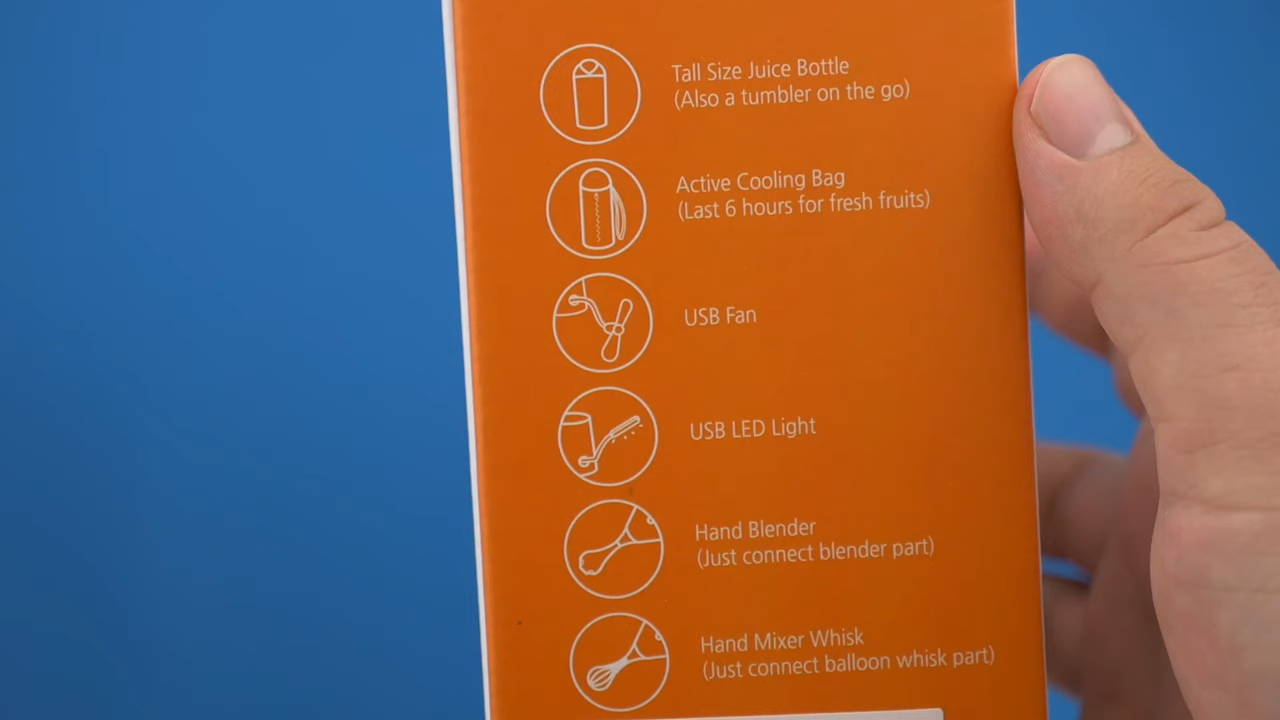 Tall Size Juice Bottle
(Also a tumbler on the go)
Active Cooling Bag
(Last 6 hours for fresh fruits)
USB Fan
USB LED Light
Hand Blender
(Just connect blender part)
Hand Mixer Whisk
(Just connect balloon whisk part)